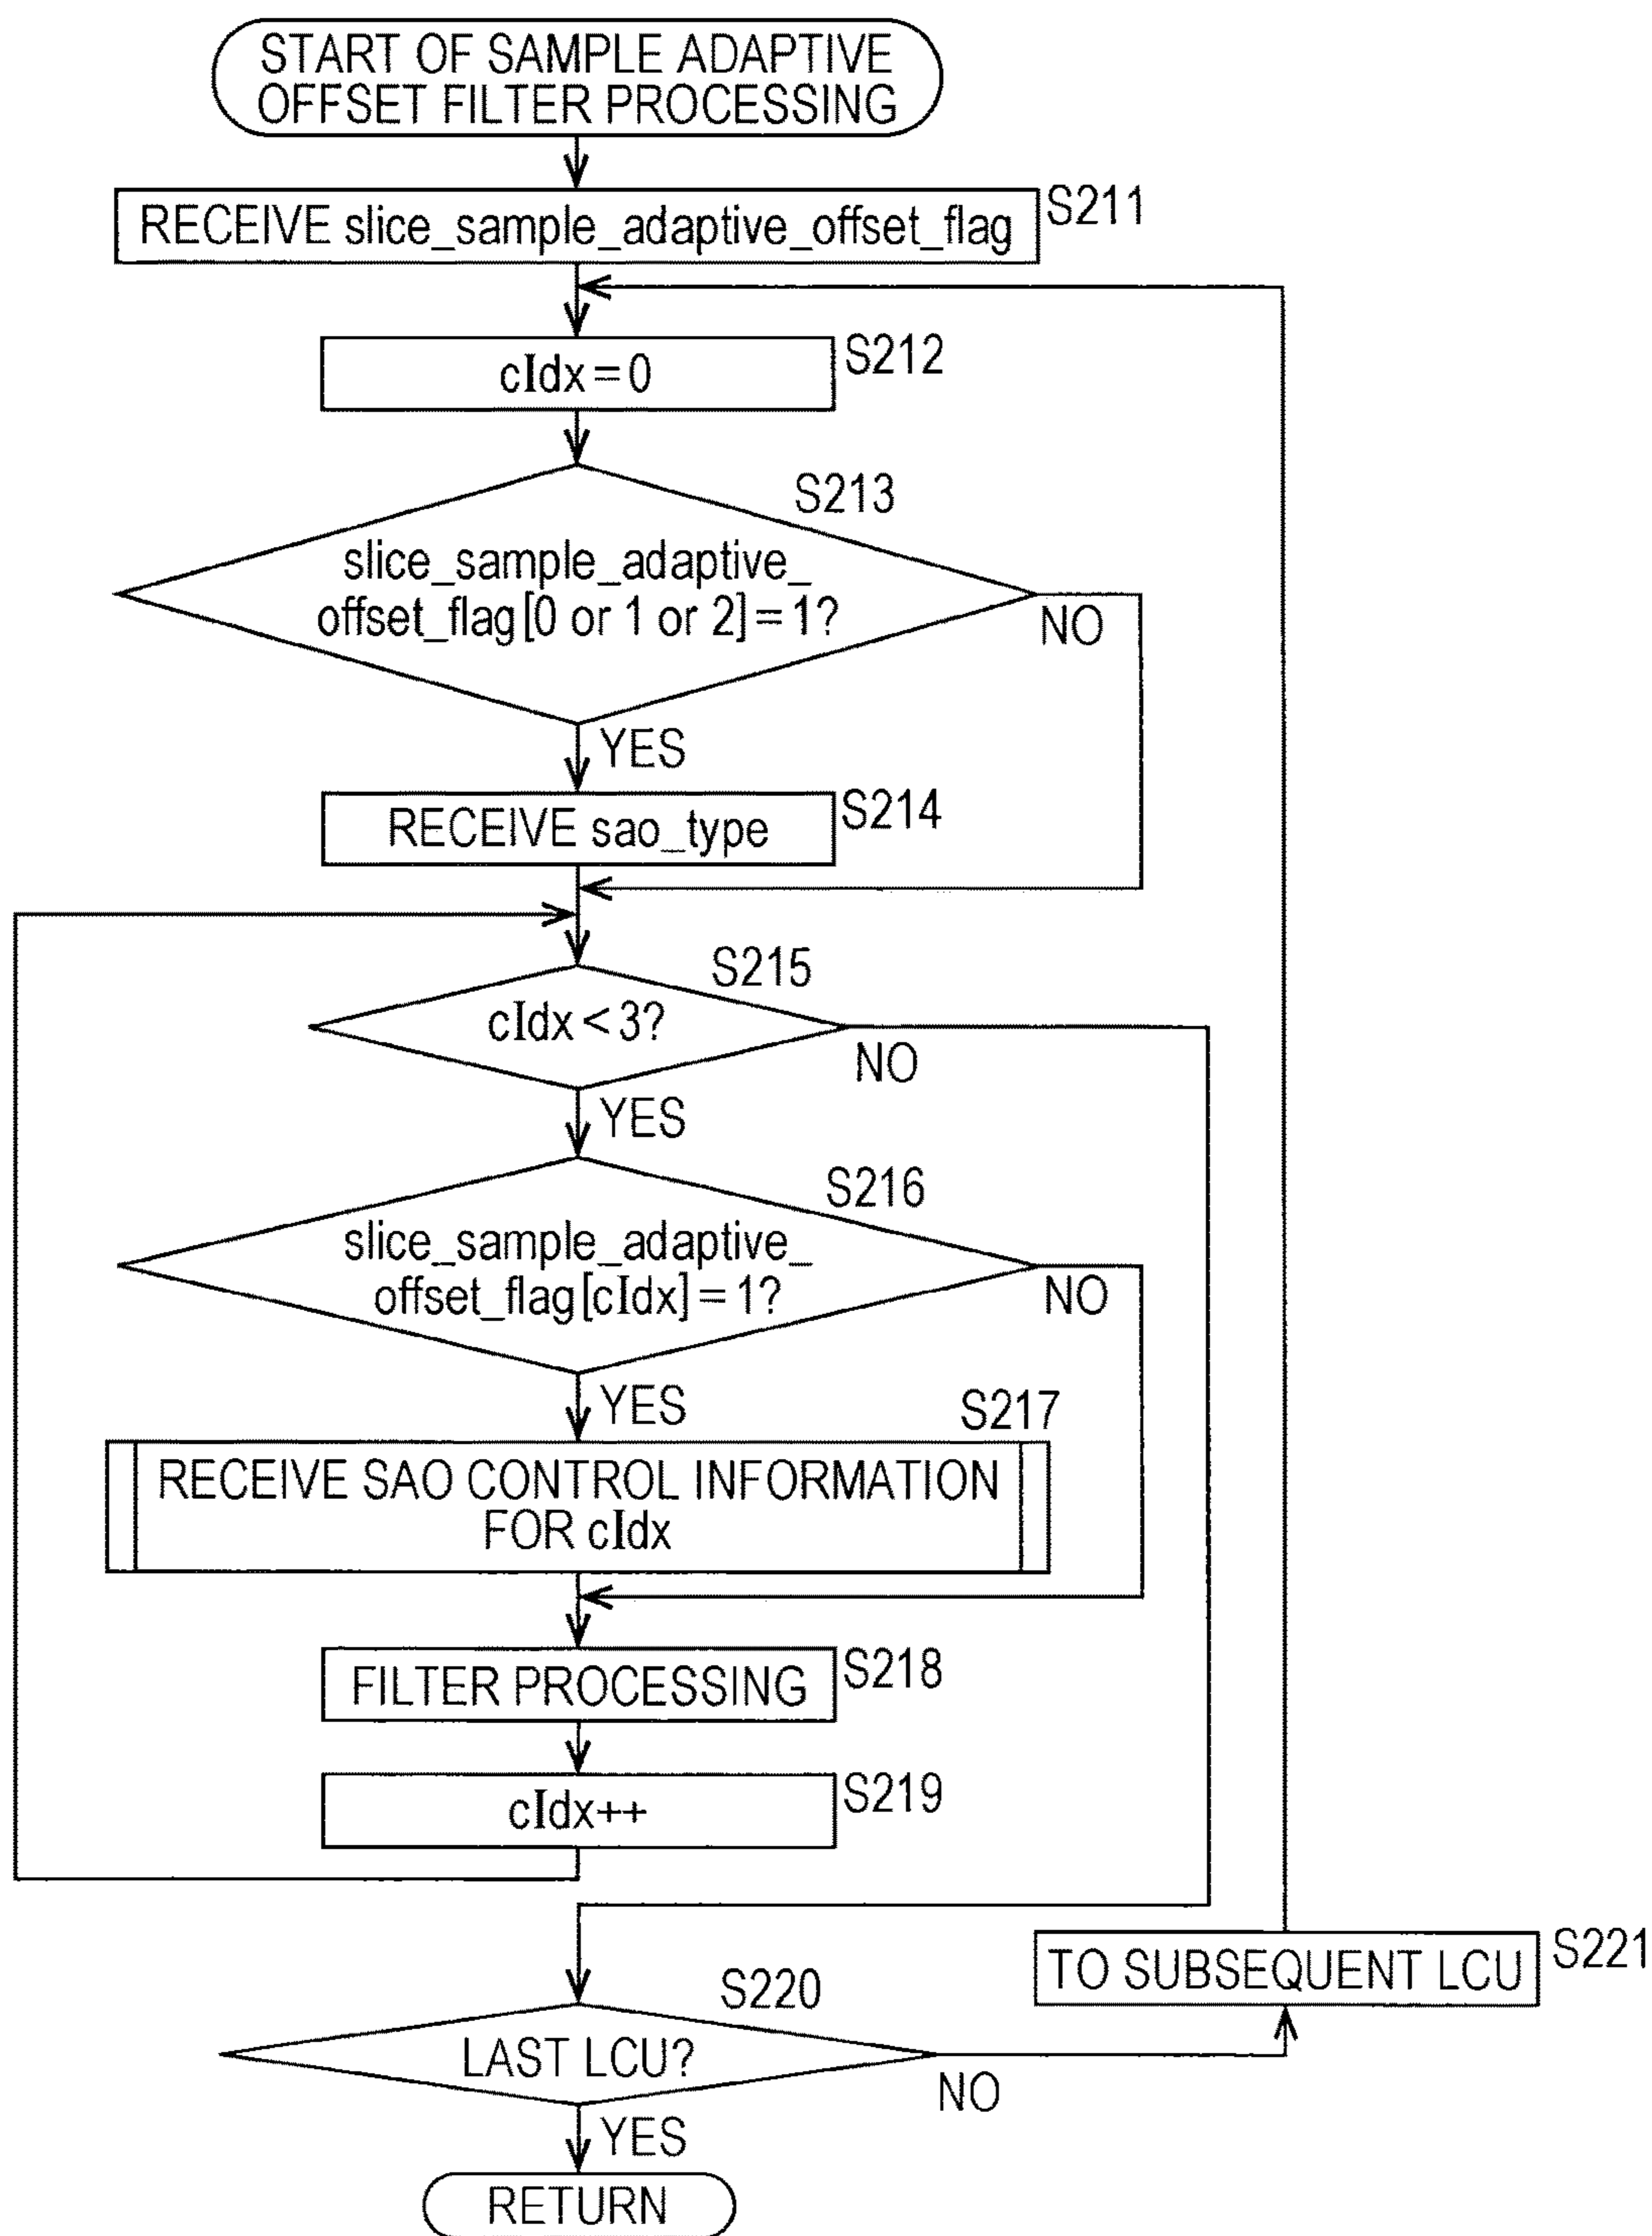 START OF SAMPLE ADAPTIVE
OFFSET FILTER PROCESSING
RECEIVE slice_sample_adaptive_offset_flag
S211
cIdx=0
S212
S213
slice_sample_adaptive_
offset_flag[0 or 1 or 2]=1?
NO
YES
RECEIVE sao_type
S214
S215
cIdx<3?
NO
YES
S216
slice_sample_adaptive_
offset_flag[cIdx]=1?
NO
YES
S217
RECEIVE SAO CONTROL INFORMATION
FOR cIdx
FILTER PROCESSING
S218
cIdx++
S219
TO SUBSEQUENT LCU
S221
S220
LAST LCU?
NO
YES
RETURN